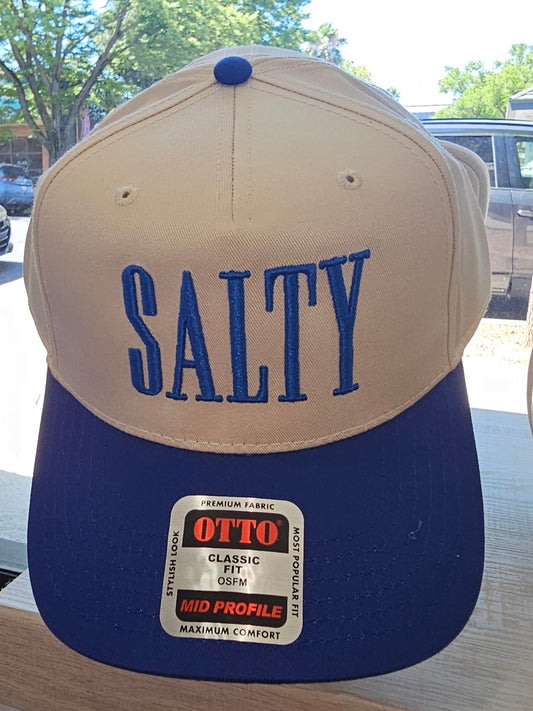 SALTY
PREMIUM FABRIC
STYLISH LOOK
OTTO®
CLASSIC
FIT
OSFM
MID PROFILE
MOST POPULAR FIT
MAXIMUM COMFORT